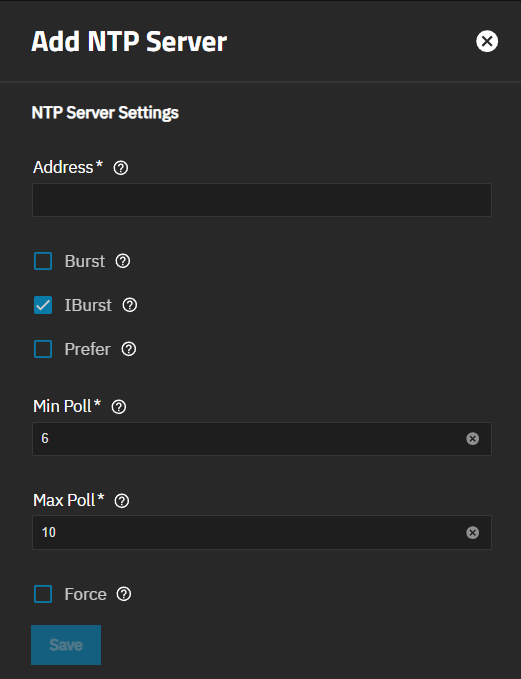 Add NTP Server
NTP Server Settings
Address*
Burst
IBurst
Prefer
Min Poll*
6
Max Poll*
10
Force
Save